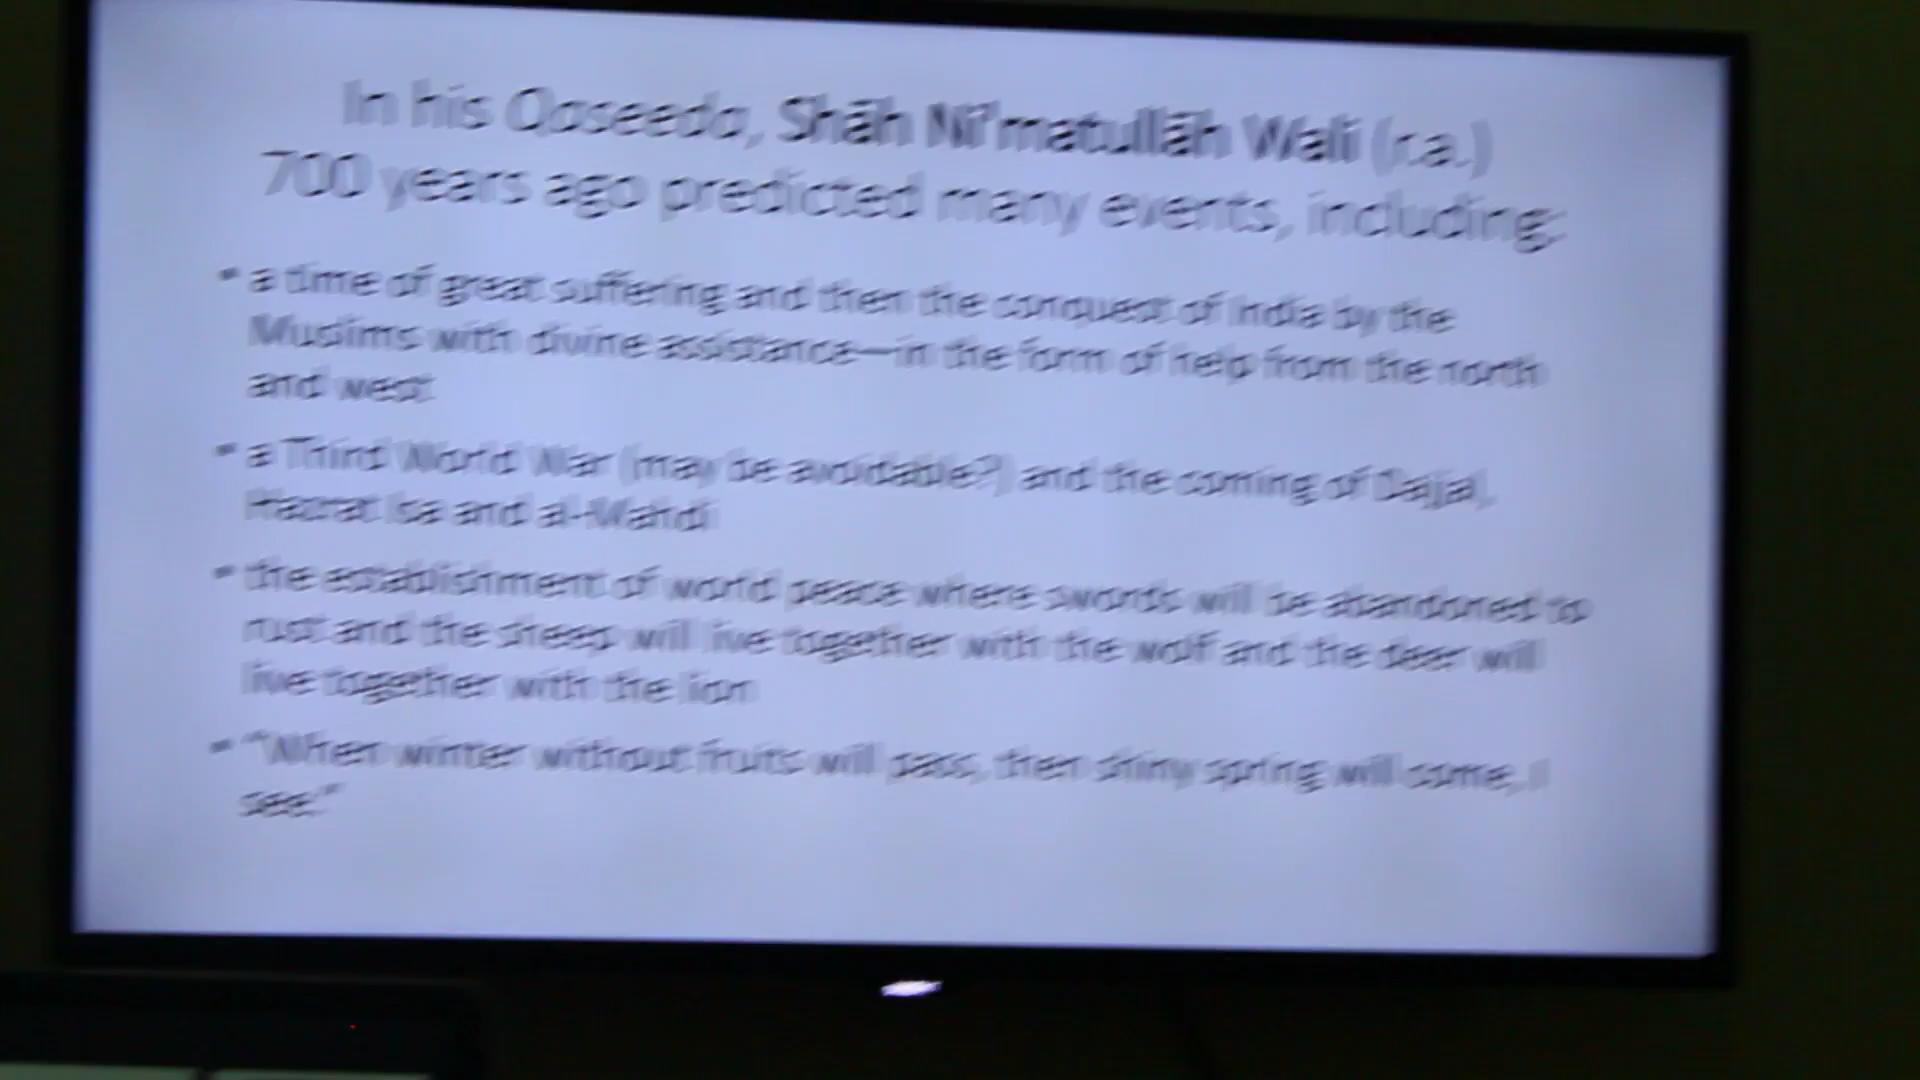 In his Qaseeda, Shāh Ni'matullāh Wali (r.a.)
700 years ago predicted many events, including:
• a time of great suffering and then the conquest of India by the
Muslims with divine assistance—in the form of help from the north
and west.
• a Third World War (may be avoidable?) and the coming of Dajjal,
Hazrat Isa and al-Mahdi
• the establishment of world peace where swords will be abandoned to
rust and the sheep will live together with the wolf and the deer will
live together with the lion
• "When winter without fruits will pass, then shiny spring will come, I
see."